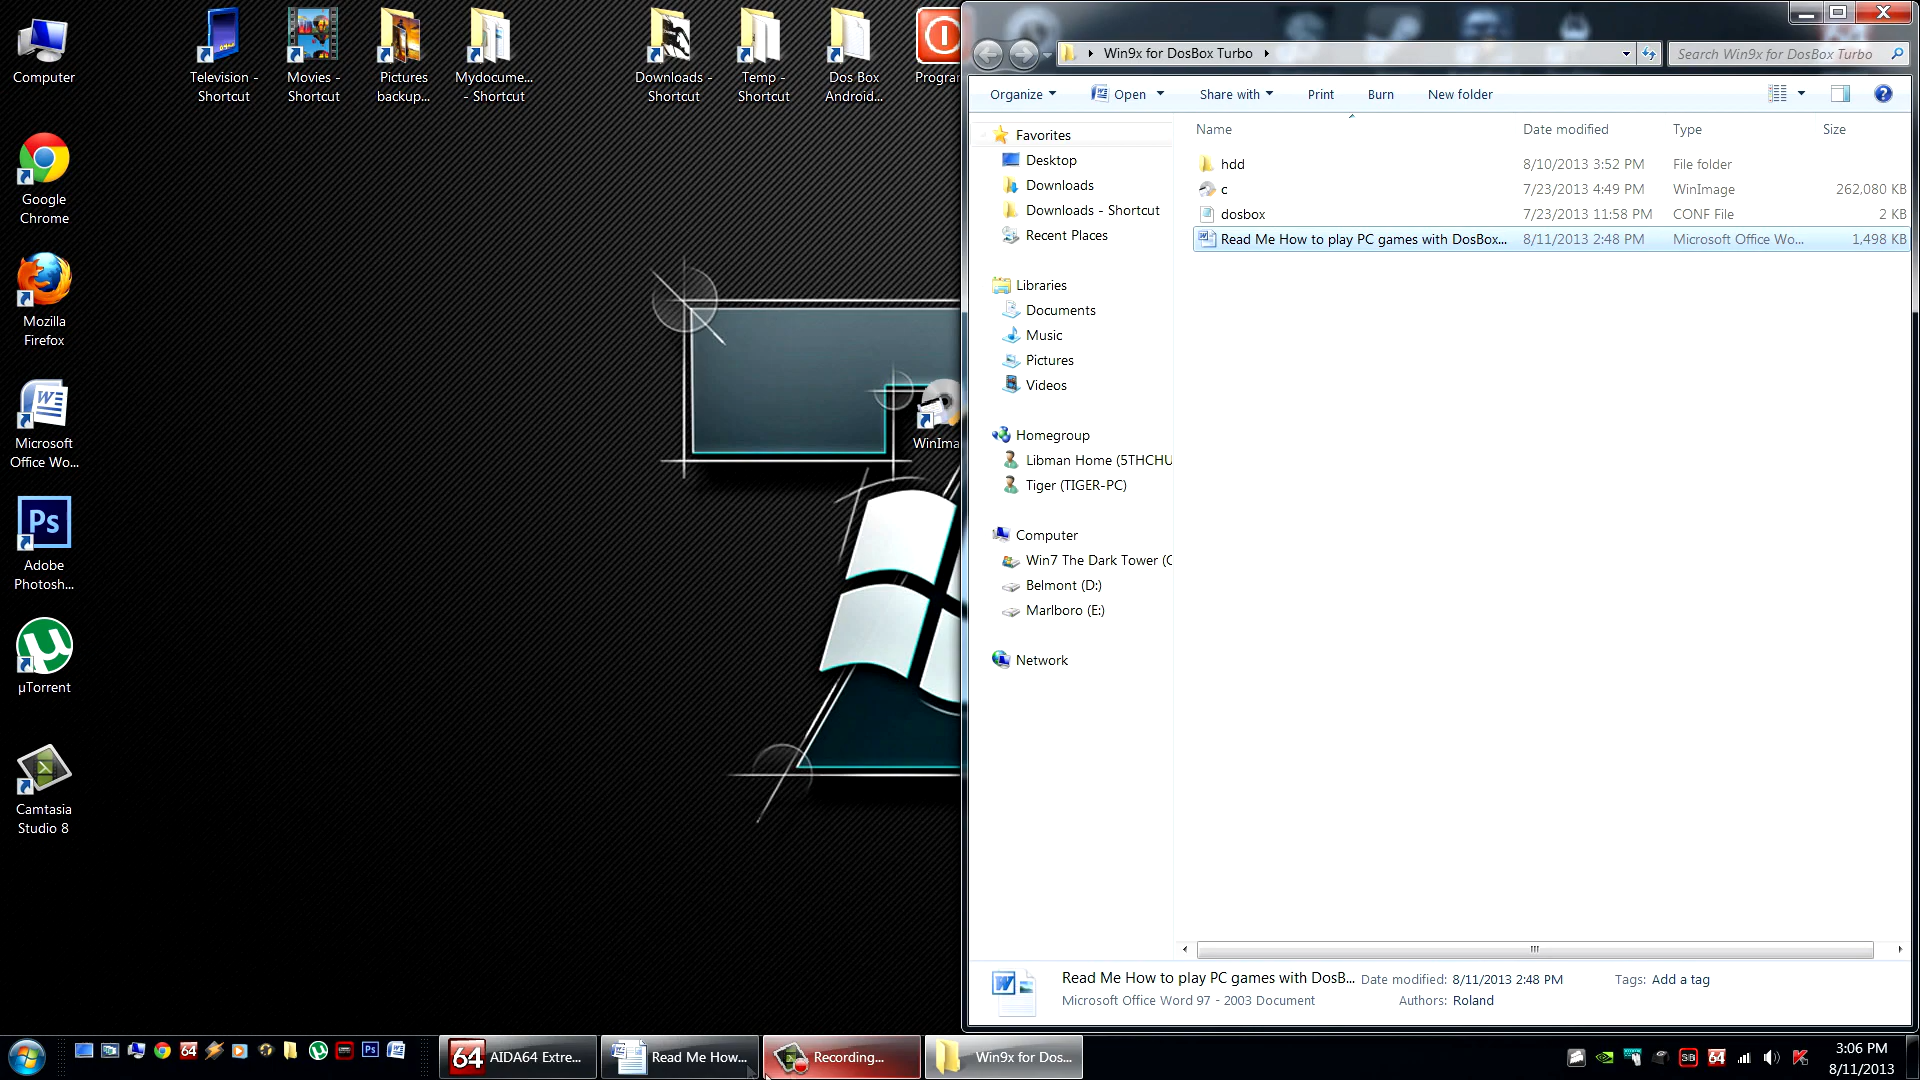 Computer
Television -
Shortcut
Movies -
Shortcut
Pictures
backup...
Mydocume...
- Shortcut
Downloads -
Shortcut
Temp -
Shortcut
Dos Box
Android...
Progra
Google
Chrome
Mozilla
Firefox
Microsoft
Office Wo...
Ps
Adobe
Photosh...
µTorrent
Camtasia
Studio 8
WinIma
Win9x for DosBox Turbo
Search Win9x for DosBox Turbo
Organize
Open
Share with
Print
Burn
New folder
Name
Date modified
Type
Size
hdd
8/10/2013 3:52 PM
File folder
c
7/23/2013 4:49 PM
WinImage
262,080 KB
dosbox
7/23/2013 11:58 PM
CONF File
2 KB
Read Me How to play PC games with DosBox...
8/11/2013 2:48 PM
Microsoft Office Wo...
1,498 KB
Favorites
Desktop
Downloads
Downloads - Shortcut
Recent Places
Libraries
Documents
Music
Pictures
Videos
Homegroup
Libman Home (5THCHU
Tiger (TIGER-PC)
Computer
Win7 The Dark Tower (C
Belmont (D:)
Marlboro (E:)
Network
Read Me How to play PC games with DosB...
Date modified: 8/11/2013 2:48 PM
Tags: Add a tag
Microsoft Office Word 97 - 2003 Document
Authors: Roland
64
Ps
64 AIDA64 Extre...
Read Me How...
Recording...
Win9x for Dos...
SB
64
3:06 PM
8/11/2013